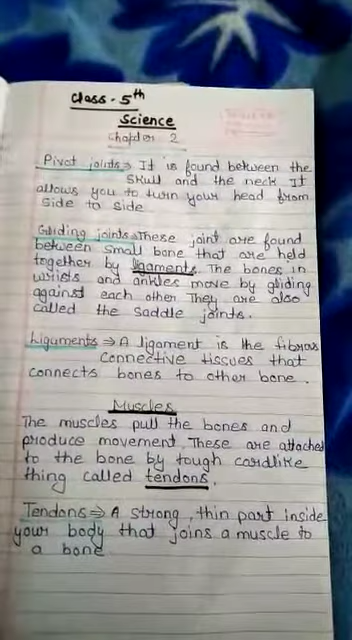 Class - 5th
Science
Chapter 2
Pivot joints ⇒ It is found between the
skull and the neck It
allows you to turn your head from
side to side
Gliding joints ⇒ These joint are found
between small bone that are held
together by ligaments. The bones in
wrists and ankles move by gliding
against each other They are also
called the saddle joints.
Liguments ⇒ A ligament is the fibros
connective tissues that
connects bones to other bone.
Muscles
The muscles pull the bones and
produce movement. These are attached
to the bone by tough cordlike
thing called tendons.
Tendons ⇒ A strong, thin part inside
your body that joins a muscle to
a bone